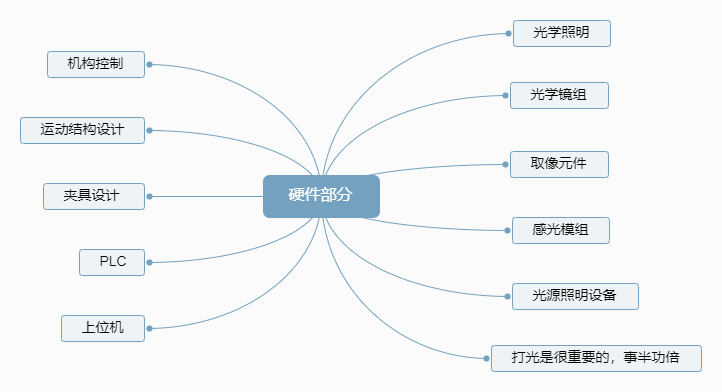 硬件部分
光学照明
光学镜组
取像元件
感光模组
光源照明设备
打光是很重要的，事半功倍
机构控制
运动结构设计
夹具设计
PLC
上位机